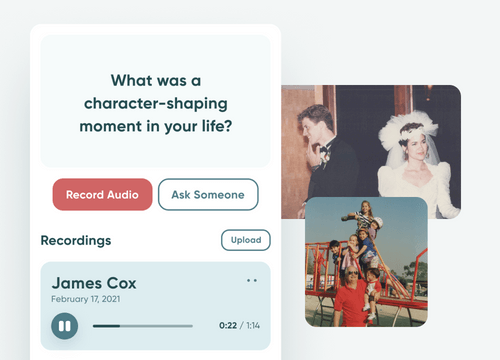 What was a
character-shaping
moment in your life?
Record Audio
Ask Someone
Recordings
Upload
James Cox
February 17, 2021
0:22 / 1:14